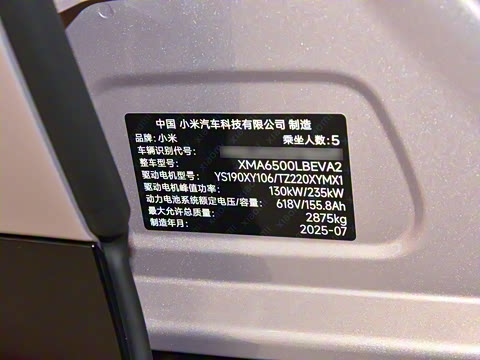 中国 小米汽车科技有限公司 制造
品牌:小米 乘坐人数:5
车辆识别代号:
整车型号: XMA6500LBEVA2
驱动电机型号: YS190XY106/TZ220XYMX1
驱动电机峰值功率: 130kW/235kW
动力电池系统额定电压/容量: 618V/155.8Ah
最大允许总质量: 2875kg
制造年月: 2025-07